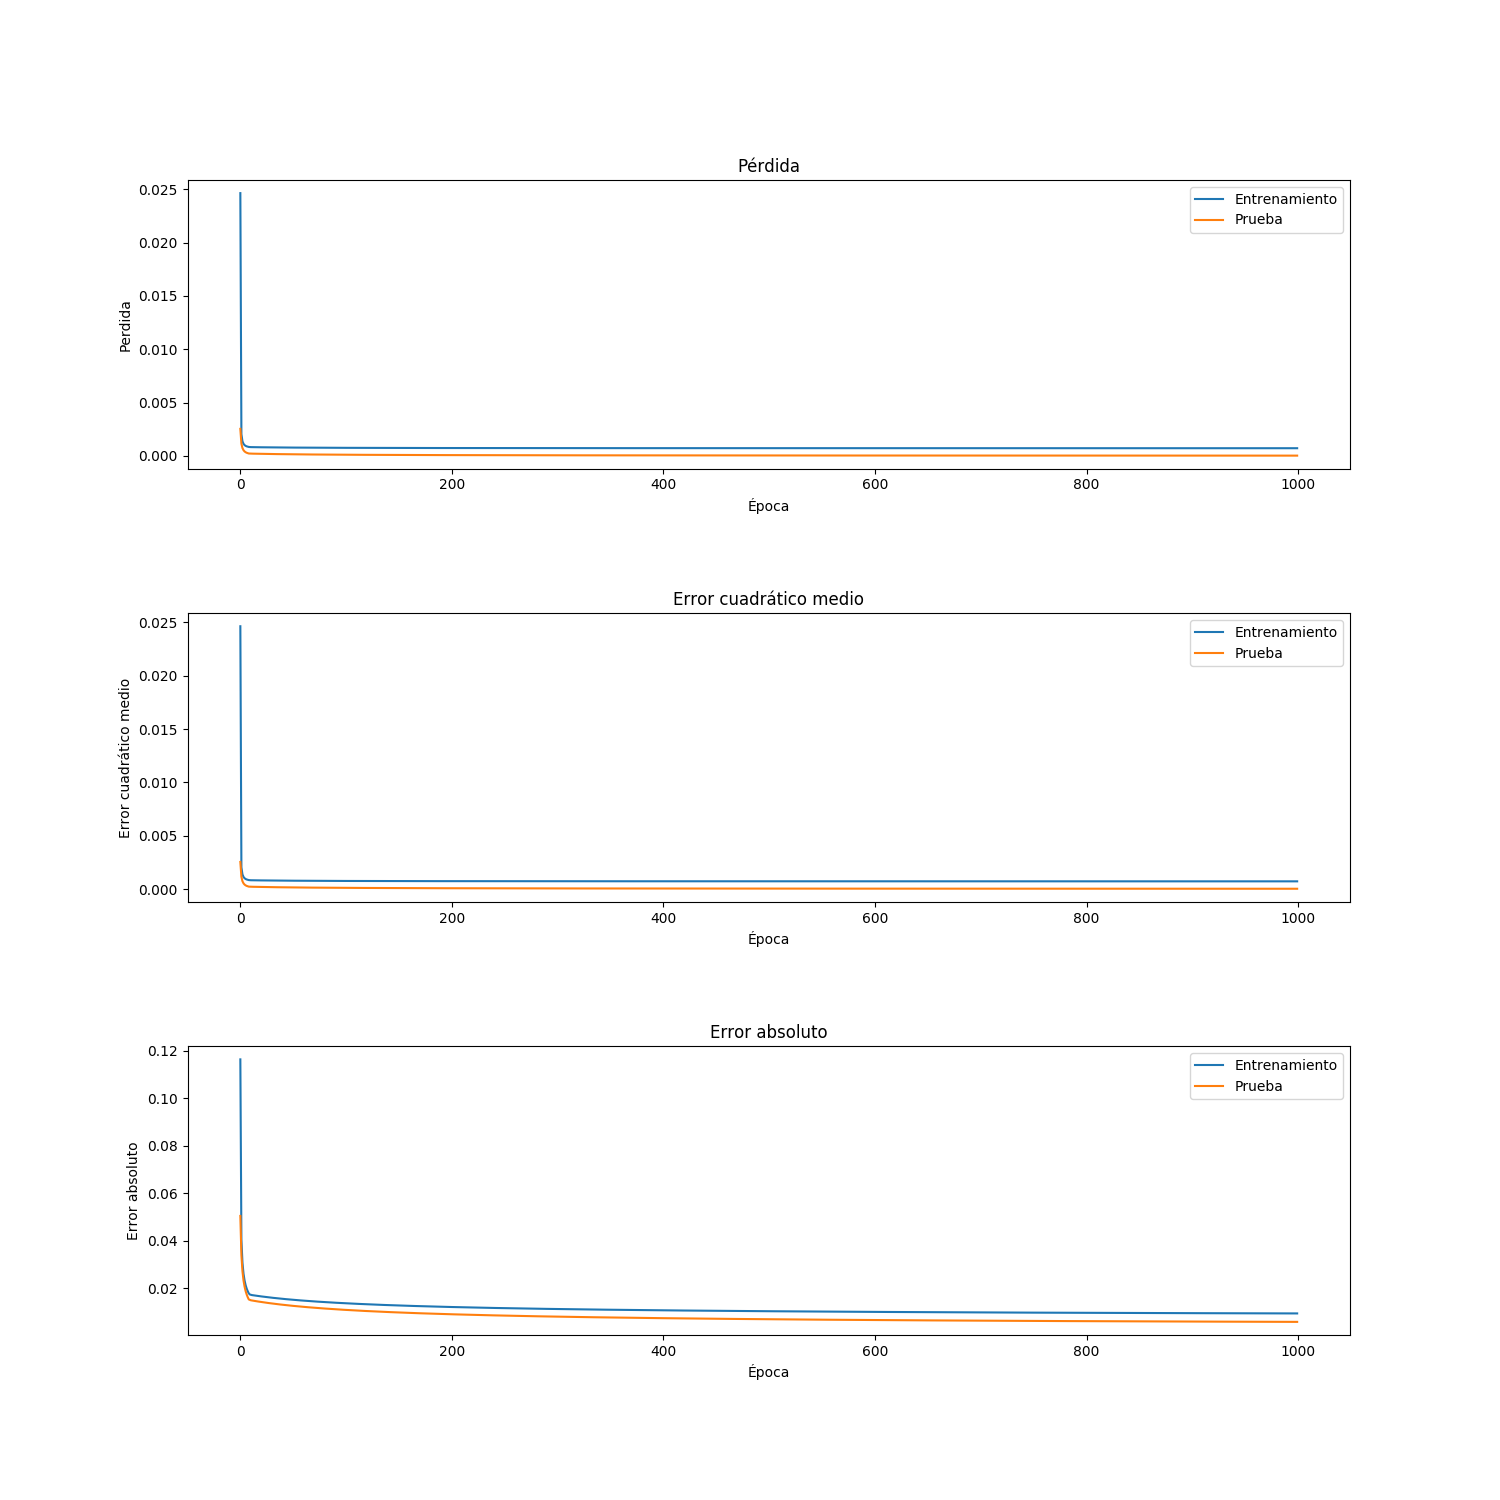 Pérdida
0.025
0.020
0.015
0.010
0.005
0.000
Perdida
Entrenamiento
Prueba
0 200 400 600 800 1000
Época
Error cuadrático medio
0.025
0.020
0.015
0.010
0.005
0.000
Error cuadrático medio
Entrenamiento
Prueba
0 200 400 600 800 1000
Época
Error absoluto
0.12
0.10
0.08
0.06
0.04
0.02
Error absoluto
Entrenamiento
Prueba
0 200 400 600 800 1000
Época